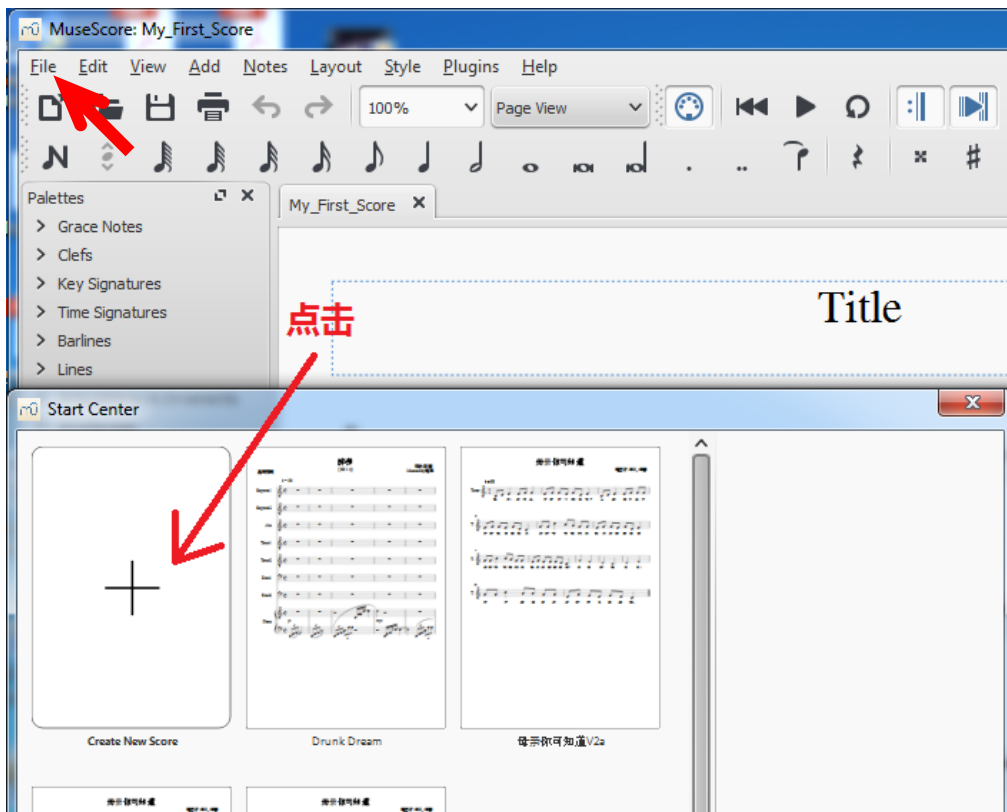 MuseScore: My_First_Score
File Edit View Add Notes Layout Style Plugins Help
100% Page View
Palettes
My_First_Score
Grace Notes
Clefs
Key Signatures
Time Signatures
Barlines
Lines
Title
点击
Start Center
Create New Score
Drunk Dream
母亲你可知道V2a